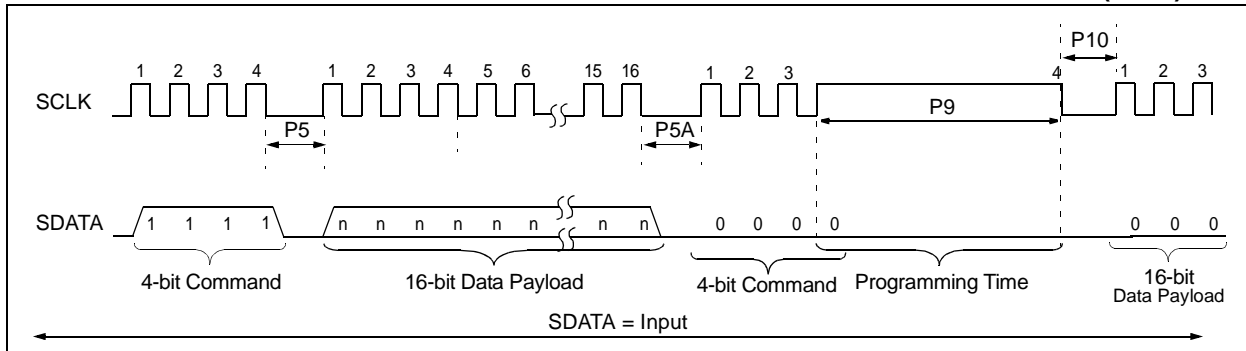 P10
1 2 3 4 1 2 3 4 5 6 15 16 1 2 3 4 1 2 3
SCLK
P5 P5A P9
SDATA 1 1 1 1 n n n n n n n n 0 0 0 0 0 0 0
4-bit Command 16-bit Data Payload 4-bit Command Programming Time 16-bit
Data Payload
SDATA = Input